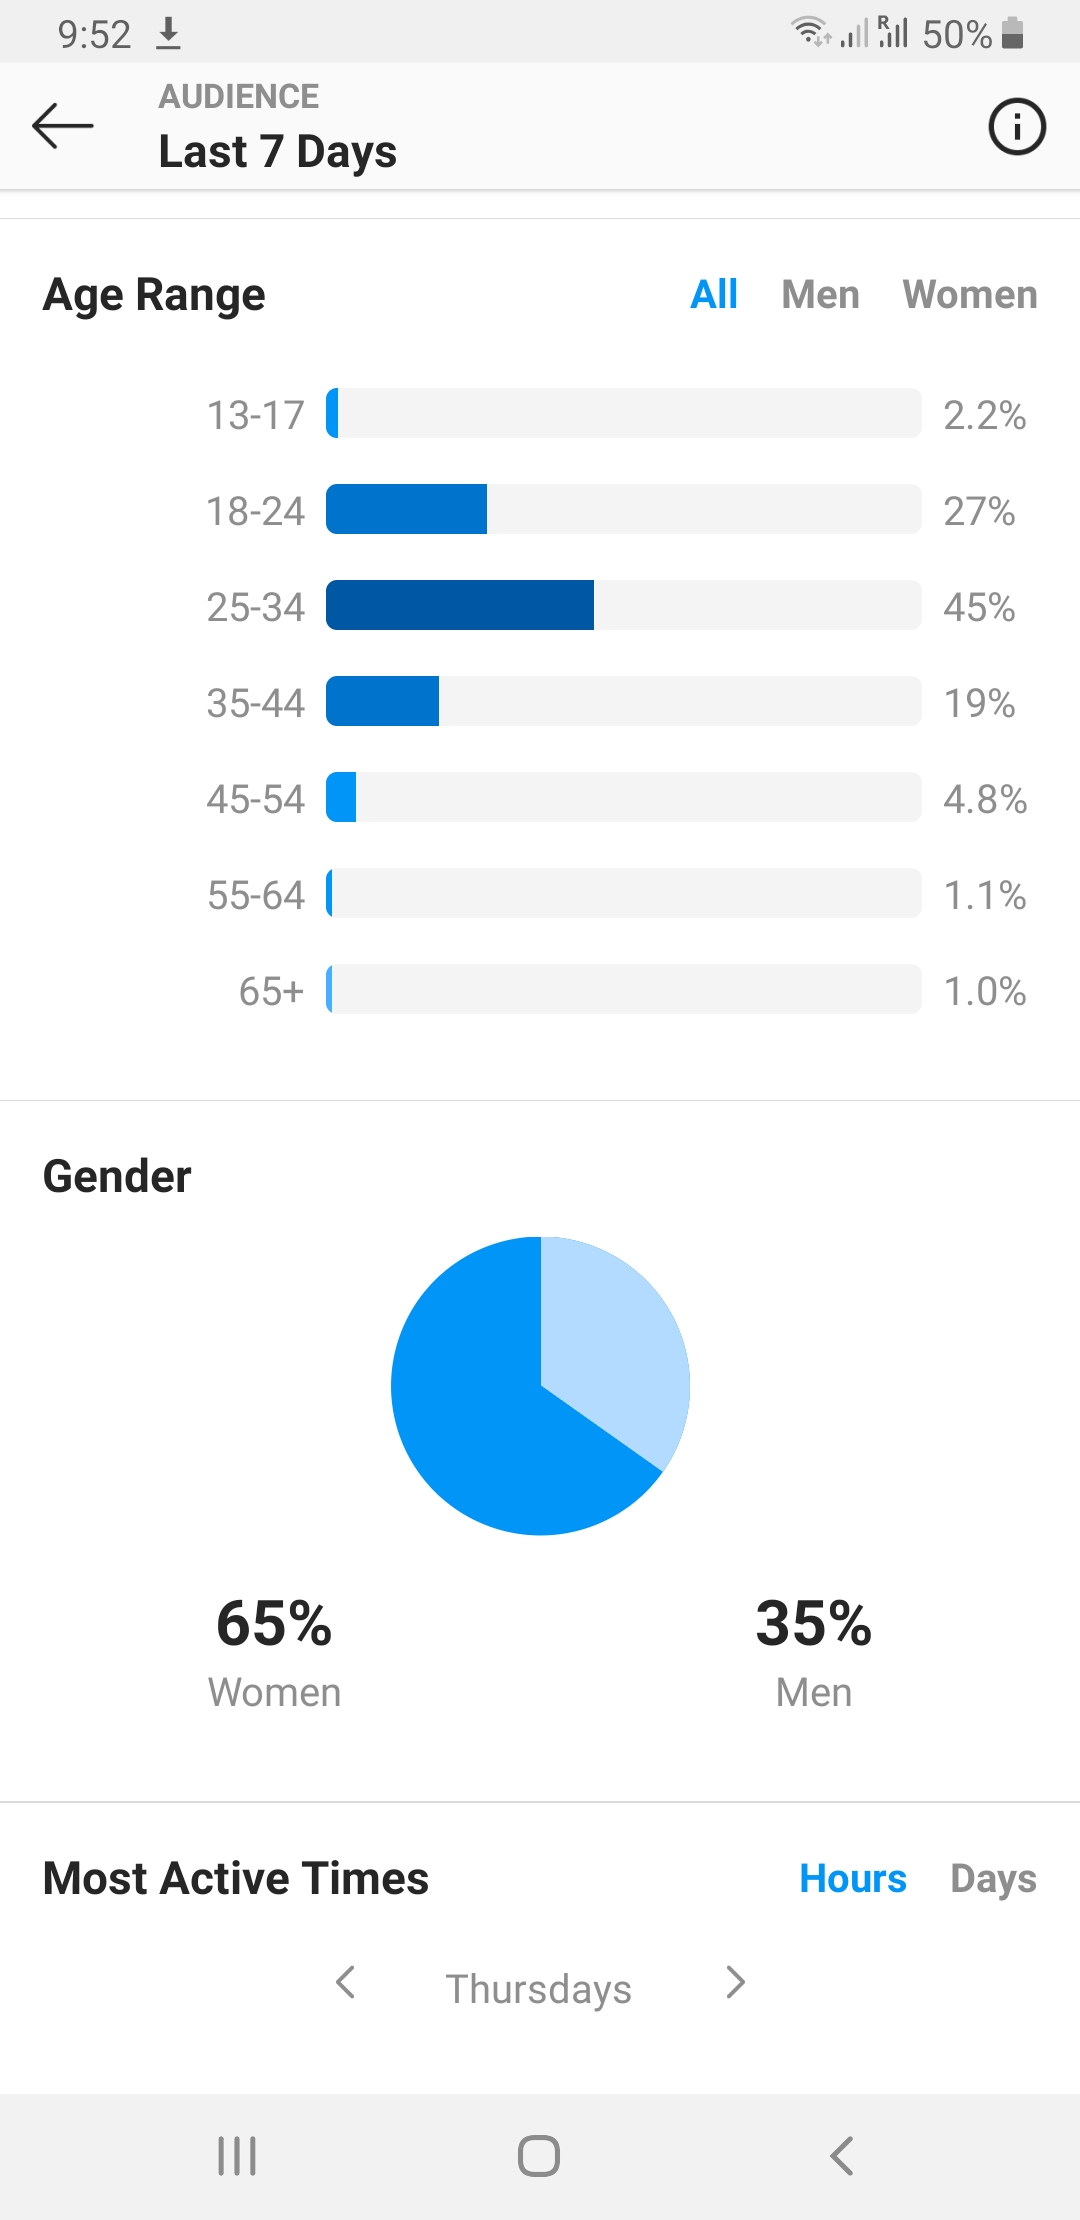 9:52 R 50%
AUDIENCE
Last 7 Days
Age Range All Men Women
13-17 2.2%
18-24 27%
25-34 45%
35-44 19%
45-54 4.8%
55-64 1.1%
65+ 1.0%
Gender
65% 35%
Women Men
Most Active Times Hours Days
Thursdays